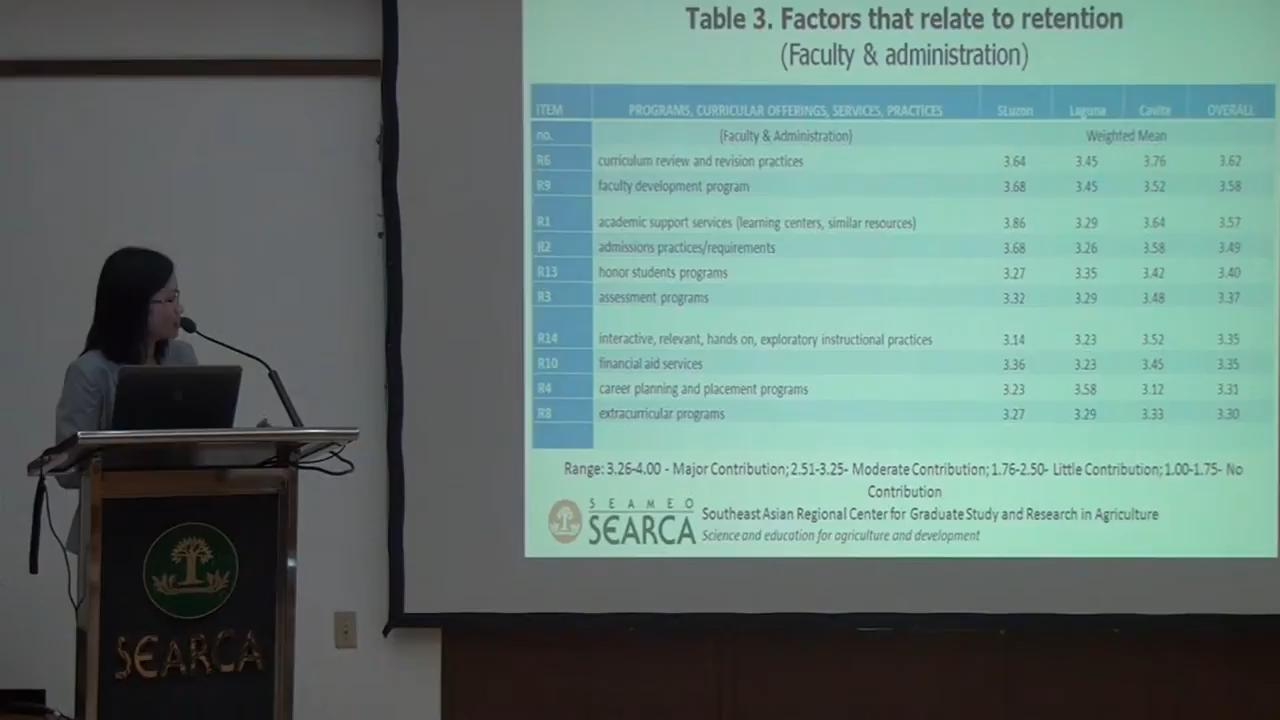 Table 3. Factors that relate to retention
(Faculty & administration)
ITEM PROGRAMS, CURRICULAR OFFERINGS, SERVICES, PRACTICES SLuzon Laguna Cavite OVERALL
no. (Faculty & Administration) Weighted Mean
R6 curriculum review and revision practices 3.64 3.45 3.76 3.62
R9 faculty development program 3.68 3.45 3.52 3.58
R1 academic support services (learning centers, similar resources) 3.86 3.29 3.64 3.57
R2 admissions practices/requirements 3.68 3.26 3.58 3.49
R13 honor students programs 3.27 3.35 3.42 3.40
R3 assessment programs 3.32 3.29 3.48 3.37
R14 interactive, relevant, hands on, exploratory instructional practices 3.14 3.23 3.52 3.35
R10 financial aid services 3.36 3.23 3.45 3.35
R4 career planning and placement programs 3.23 3.58 3.12 3.31
R8 extracurricular programs 3.27 3.29 3.33 3.30
Range: 3.26-4.00 - Major Contribution; 2.51-3.25- Moderate Contribution; 1.76-2.50- Little Contribution; 1.00-1.75- No
Contribution
SEAMEO
SEARCA Southeast Asian Regional Center for Graduate Study and Research in Agriculture
Science and education for agriculture and development
SEARCA